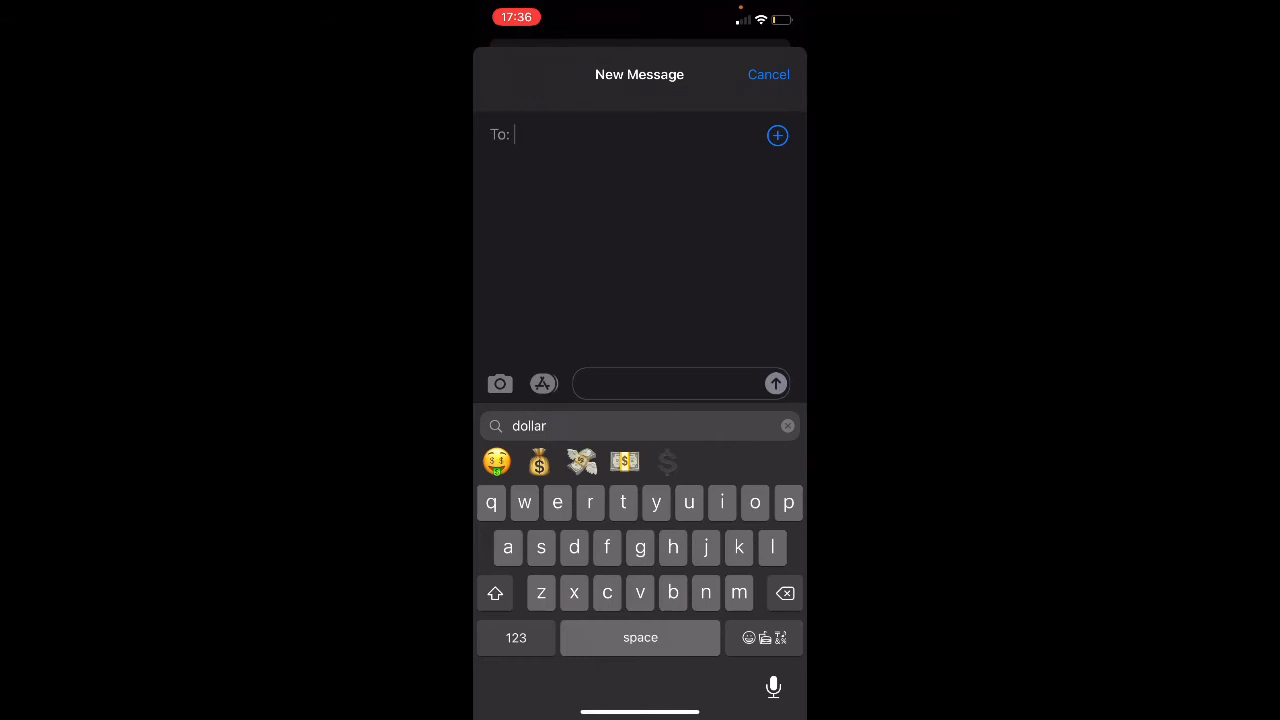 17:36
New Message
Cancel
To:
dollar
q w e r t y u i o p
a s d f g h j k l
z x c v b n m
123
space